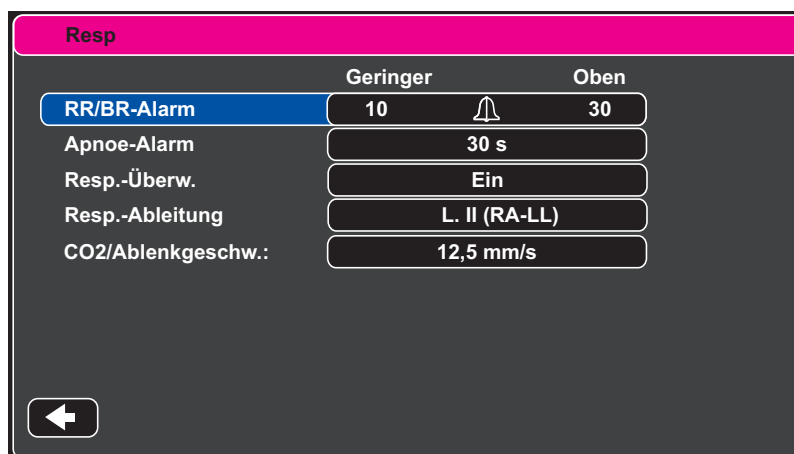 Resp
Geringer Oben
RR/BR-Alarm 10 30
Apnoe-Alarm 30 s
Resp.-Überw. Ein
Resp.-Ableitung L. II (RA-LL)
CO2/Ablenkgeschw.: 12,5 mm/s